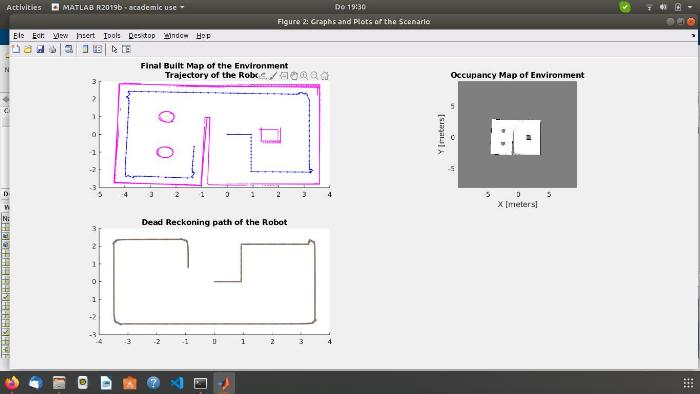 Activities
MATLAB R2019b - academic use
Do 19:30
Figure 2: Graphs and Plots of the Scenario
File Edit View Insert Tools Desktop Window Help
Final Built Map of the Environment
Trajectory of the Robo
3
2
1
0
-1
-2
-3
-5 -4 -3 -2 -1 0 1 2 3 4
Occupancy Map of Environment
Y [meters]
5
0
-5
-5 0 5
X [meters]
Dead Reckoning path of the Robot
3
2
1
0
-1
-2
-3
-4 -3 -2 -1 0 1 2 3 4